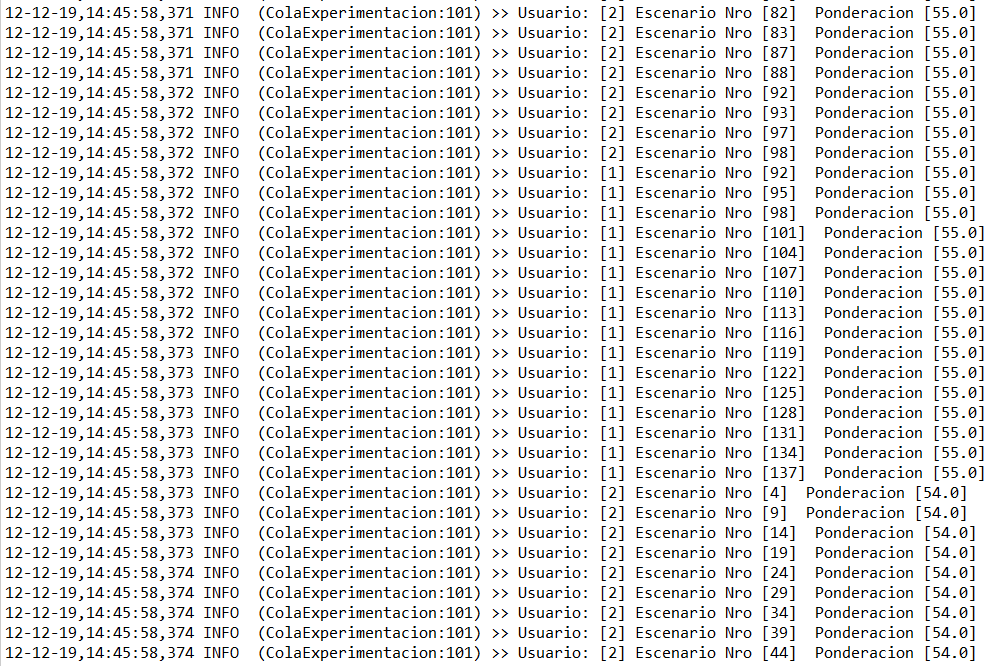 12-12-19,14:45:58,371 INFO  (ColaExperimentacion:101) >> Usuario: [2] Escenario Nro [82]  Ponderacion [55.0]
12-12-19,14:45:58,371 INFO  (ColaExperimentacion:101) >> Usuario: [2] Escenario Nro [83]  Ponderacion [55.0]
12-12-19,14:45:58,371 INFO  (ColaExperimentacion:101) >> Usuario: [2] Escenario Nro [87]  Ponderacion [55.0]
12-12-19,14:45:58,371 INFO  (ColaExperimentacion:101) >> Usuario: [2] Escenario Nro [88]  Ponderacion [55.0]
12-12-19,14:45:58,372 INFO  (ColaExperimentacion:101) >> Usuario: [2] Escenario Nro [92]  Ponderacion [55.0]
12-12-19,14:45:58,372 INFO  (ColaExperimentacion:101) >> Usuario: [2] Escenario Nro [93]  Ponderacion [55.0]
12-12-19,14:45:58,372 INFO  (ColaExperimentacion:101) >> Usuario: [2] Escenario Nro [97]  Ponderacion [55.0]
12-12-19,14:45:58,372 INFO  (ColaExperimentacion:101) >> Usuario: [2] Escenario Nro [98]  Ponderacion [55.0]
12-12-19,14:45:58,372 INFO  (ColaExperimentacion:101) >> Usuario: [1] Escenario Nro [92]  Ponderacion [55.0]
12-12-19,14:45:58,372 INFO  (ColaExperimentacion:101) >> Usuario: [1] Escenario Nro [95]  Ponderacion [55.0]
12-12-19,14:45:58,372 INFO  (ColaExperimentacion:101) >> Usuario: [1] Escenario Nro [98]  Ponderacion [55.0]
12-12-19,14:45:58,372 INFO  (ColaExperimentacion:101) >> Usuario: [1] Escenario Nro [101]  Ponderacion [55.0]
12-12-19,14:45:58,372 INFO  (ColaExperimentacion:101) >> Usuario: [1] Escenario Nro [104]  Ponderacion [55.0]
12-12-19,14:45:58,372 INFO  (ColaExperimentacion:101) >> Usuario: [1] Escenario Nro [107]  Ponderacion [55.0]
12-12-19,14:45:58,372 INFO  (ColaExperimentacion:101) >> Usuario: [1] Escenario Nro [110]  Ponderacion [55.0]
12-12-19,14:45:58,372 INFO  (ColaExperimentacion:101) >> Usuario: [1] Escenario Nro [113]  Ponderacion [55.0]
12-12-19,14:45:58,372 INFO  (ColaExperimentacion:101) >> Usuario: [1] Escenario Nro [116]  Ponderacion [55.0]
12-12-19,14:45:58,373 INFO  (ColaExperimentacion:101) >> Usuario: [1] Escenario Nro [119]  Ponderacion [55.0]
12-12-19,14:45:58,373 INFO  (ColaExperimentacion:101) >> Usuario: [1] Escenario Nro [122]  Ponderacion [55.0]
12-12-19,14:45:58,373 INFO  (ColaExperimentacion:101) >> Usuario: [1] Escenario Nro [125]  Ponderacion [55.0]
12-12-19,14:45:58,373 INFO  (ColaExperimentacion:101) >> Usuario: [1] Escenario Nro [128]  Ponderacion [55.0]
12-12-19,14:45:58,373 INFO  (ColaExperimentacion:101) >> Usuario: [1] Escenario Nro [131]  Ponderacion [55.0]
12-12-19,14:45:58,373 INFO  (ColaExperimentacion:101) >> Usuario: [1] Escenario Nro [134]  Ponderacion [55.0]
12-12-19,14:45:58,373 INFO  (ColaExperimentacion:101) >> Usuario: [1] Escenario Nro [137]  Ponderacion [55.0]
12-12-19,14:45:58,373 INFO  (ColaExperimentacion:101) >> Usuario: [2] Escenario Nro [4]  Ponderacion [54.0]
12-12-19,14:45:58,373 INFO  (ColaExperimentacion:101) >> Usuario: [2] Escenario Nro [9]  Ponderacion [54.0]
12-12-19,14:45:58,373 INFO  (ColaExperimentacion:101) >> Usuario: [2] Escenario Nro [14]  Ponderacion [54.0]
12-12-19,14:45:58,373 INFO  (ColaExperimentacion:101) >> Usuario: [2] Escenario Nro [19]  Ponderacion [54.0]
12-12-19,14:45:58,374 INFO  (ColaExperimentacion:101) >> Usuario: [2] Escenario Nro [24]  Ponderacion [54.0]
12-12-19,14:45:58,374 INFO  (ColaExperimentacion:101) >> Usuario: [2] Escenario Nro [29]  Ponderacion [54.0]
12-12-19,14:45:58,374 INFO  (ColaExperimentacion:101) >> Usuario: [2] Escenario Nro [34]  Ponderacion [54.0]
12-12-19,14:45:58,374 INFO  (ColaExperimentacion:101) >> Usuario: [2] Escenario Nro [39]  Ponderacion [54.0]
12-12-19,14:45:58,374 INFO  (ColaExperimentacion:101) >> Usuario: [2] Escenario Nro [44]  Ponderacion [54.0]